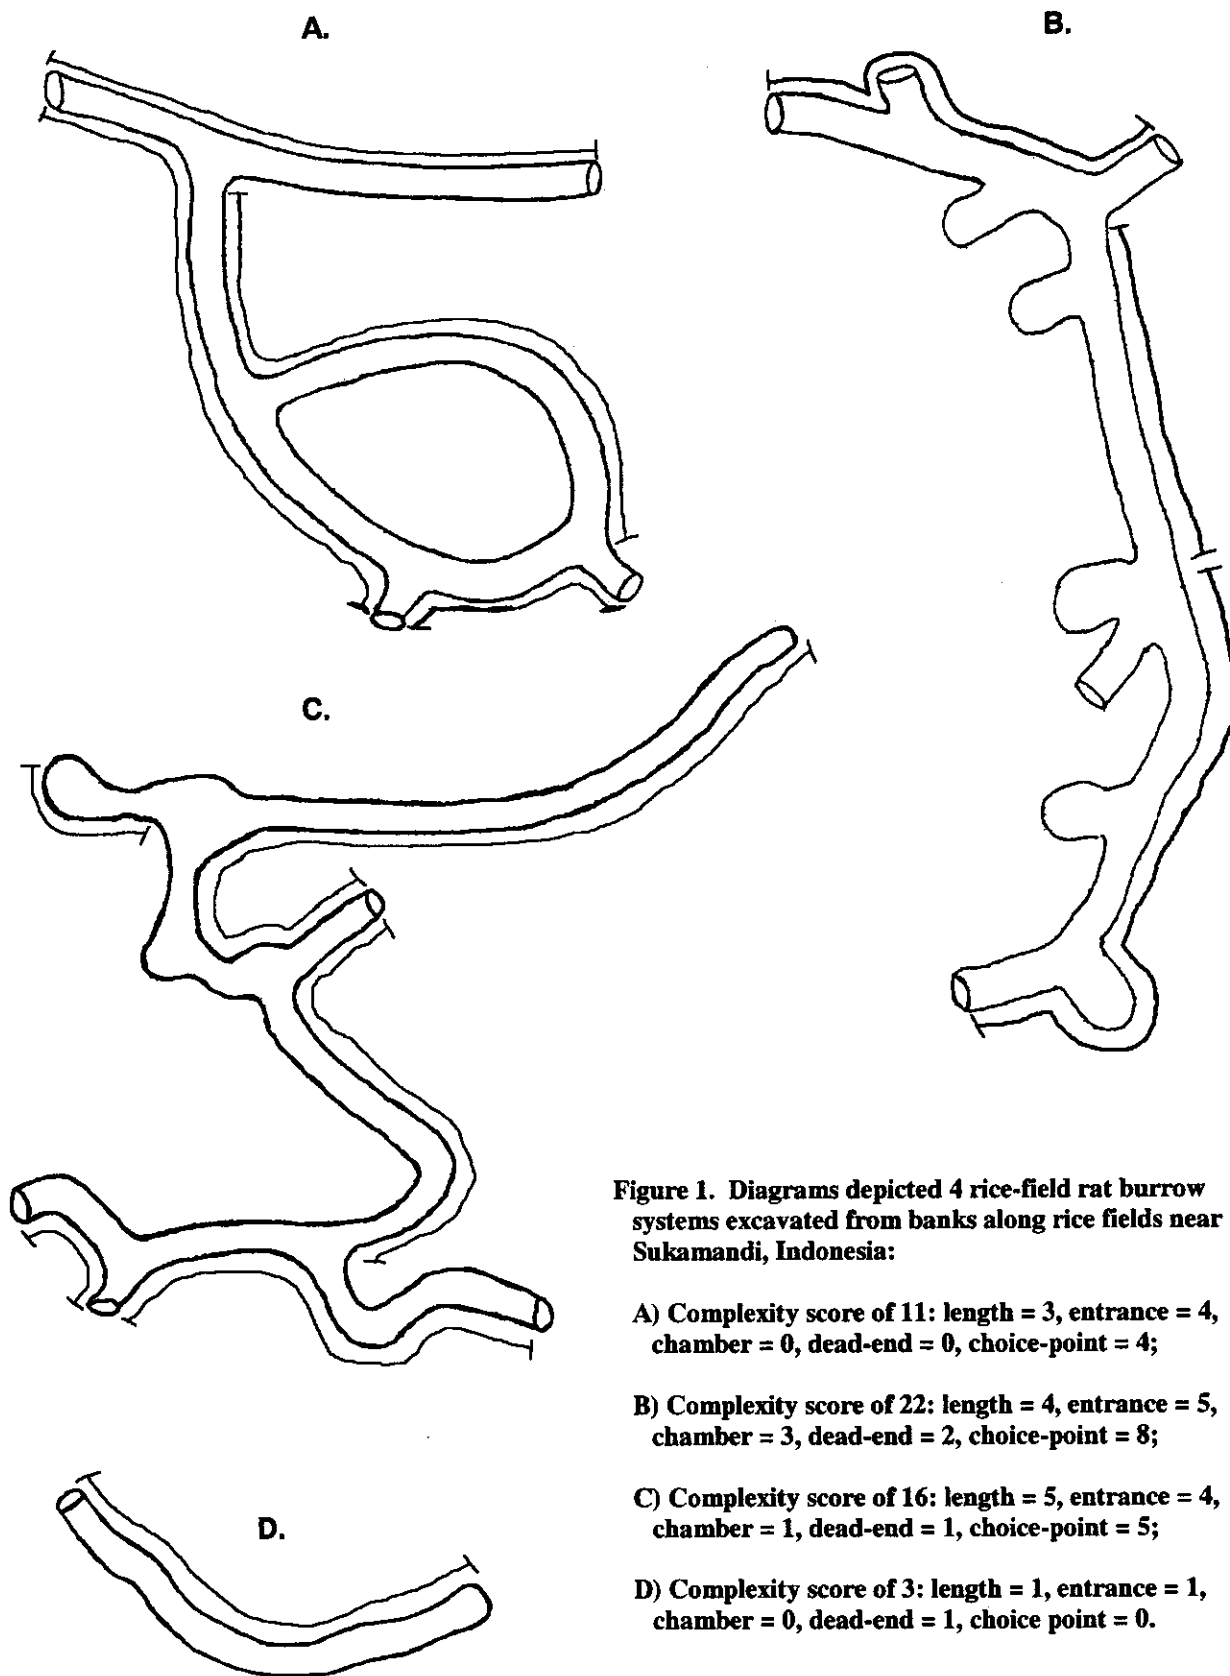 A.
B.
C.
D.
Figure 1. Diagrams depicted 4 rice-field rat burrow
systems excavated from banks along rice fields near
Sukamandi, Indonesia:
A) Complexity score of 11: length = 3, entrance = 4,
chamber = 0, dead-end = 0, choice-point = 4;
B) Complexity score of 22: length = 4, entrance = 5,
chamber = 3, dead-end = 2, choice-point = 8;
C) Complexity score of 16: length = 5, entrance = 4,
chamber = 1, dead-end = 1, choice-point = 5;
D) Complexity score of 3: length = 1, entrance = 1,
chamber = 0, dead-end = 1, choice point = 0.